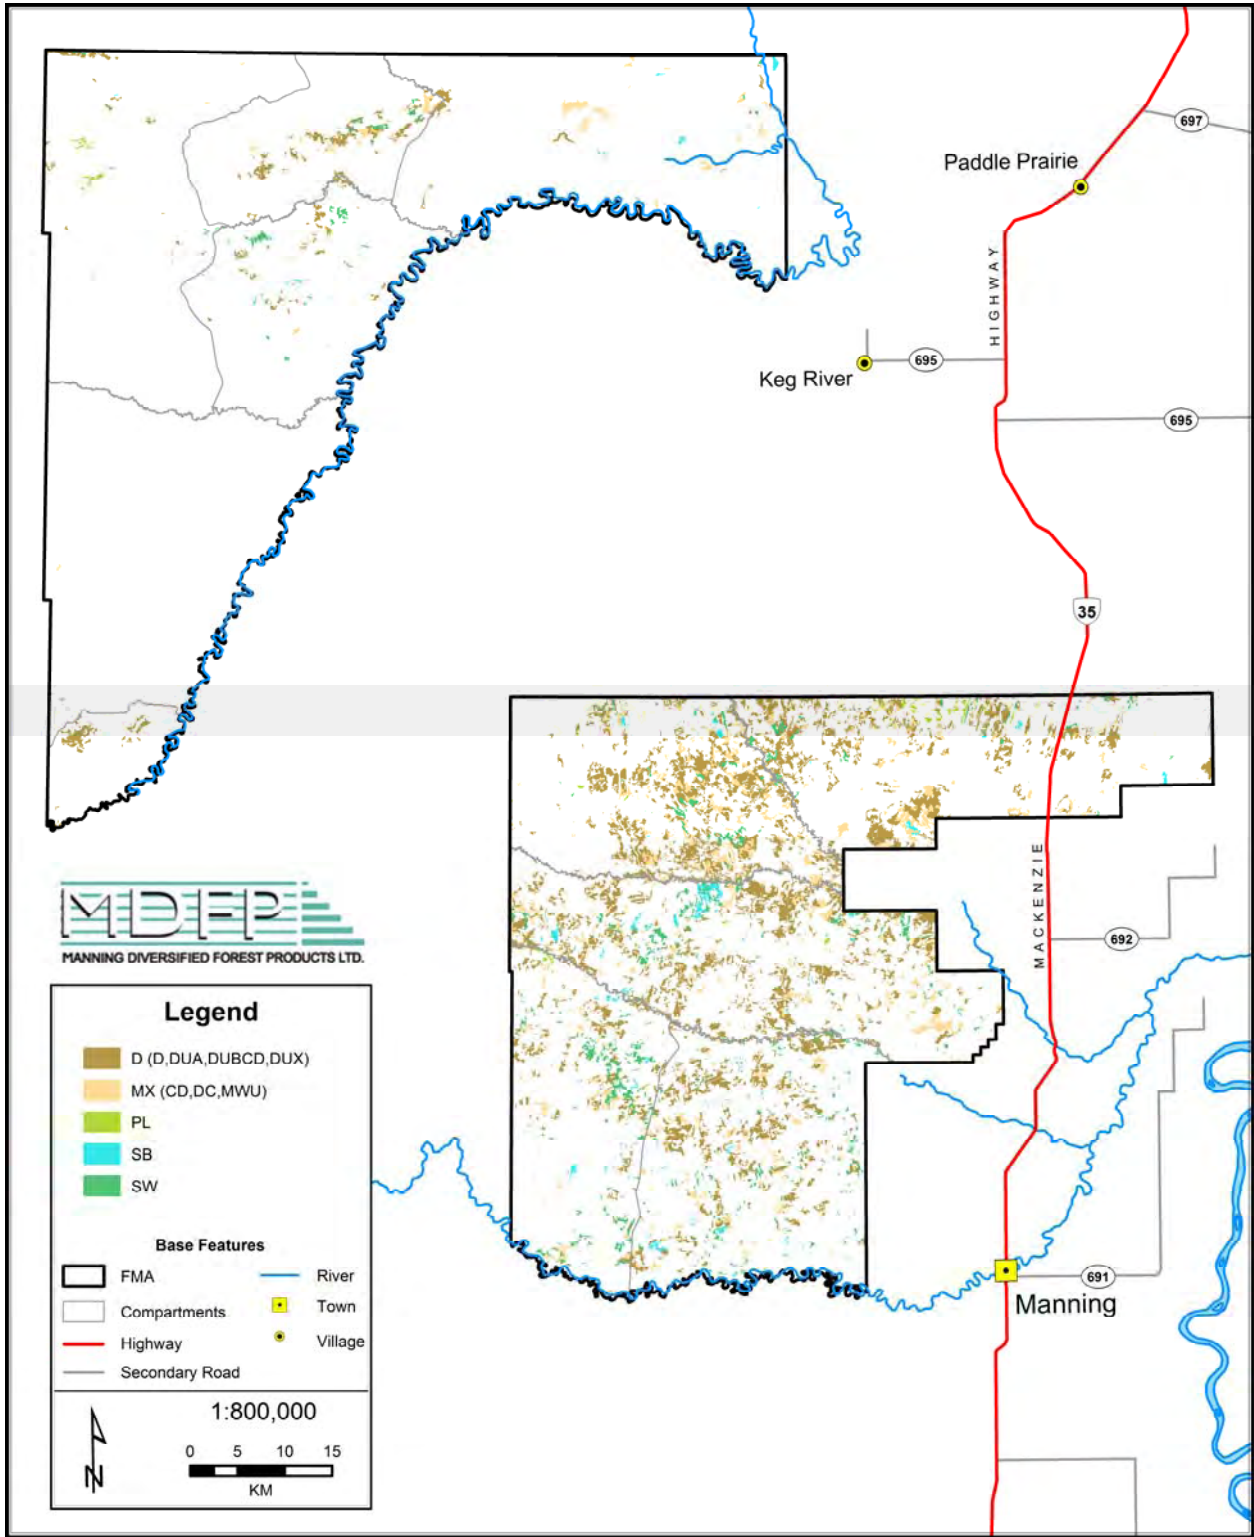 697
Paddle Prairie
HIGHWAY
695
Keg River
695
35
MACKENZIE
692
691
Manning
MDFP
MANNING DIVERSIFIED FOREST PRODUCTS LTD.
Legend
D (D,DUA,DUBCD,DUX)
MX (CD,DC,MWU)
PL
SB
SW
Base Features
FMA
River
Compartments
Town
Highway
Village
Secondary Road
1:800,000
0 5 10 15
KM
N